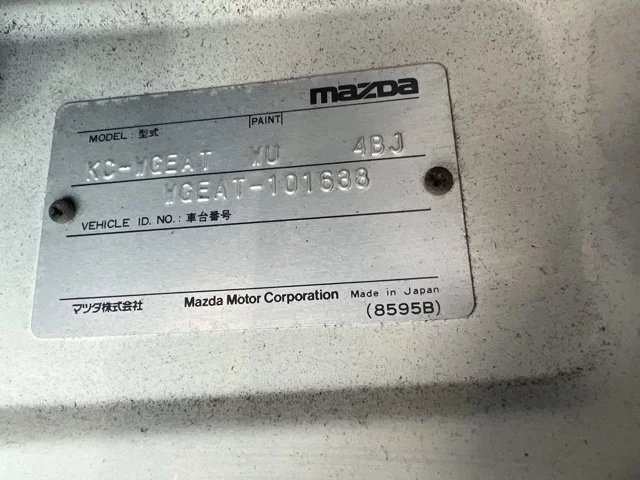 mazda
MODEL : 型式 PAINT
KC-WGEAT WU 4BJ
WGEAT-101638
VEHICLE ID. NO. : 車台番号
マツダ株式会社 Mazda Motor Corporation Made in Japan
(8595B)